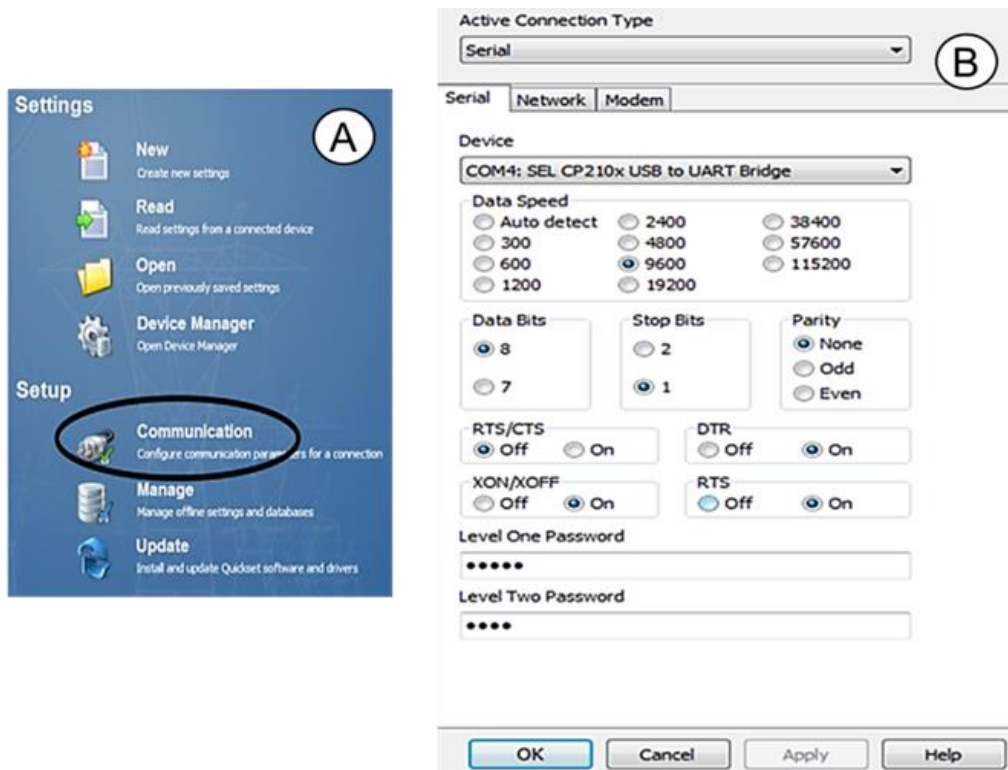 Settings
A
New
Create new settings
Read
Read settings from a connected device
Open
Open previously saved settings
Device Manager
Open Device Manager
Setup
Communication
Configure communication parameters for a connection
Manage
Manage offline settings and databases
Update
Install and update Quickset software and drivers
Active Connection Type
Serial
B
Serial Network Modem
Device
COM4: SEL CP210x USB to UART Bridge
Data Speed
Auto detect 2400 38400
300 4800 57600
600 9600 115200
1200 19200
Data Bits Stop Bits Parity
8 2 None
Odd
7 1 Even
RTS/CTS DTR
Off On Off On
XON/XOFF RTS
Off On Off On
Level One Password
•••••
Level Two Password
••••
OK Cancel Apply Help